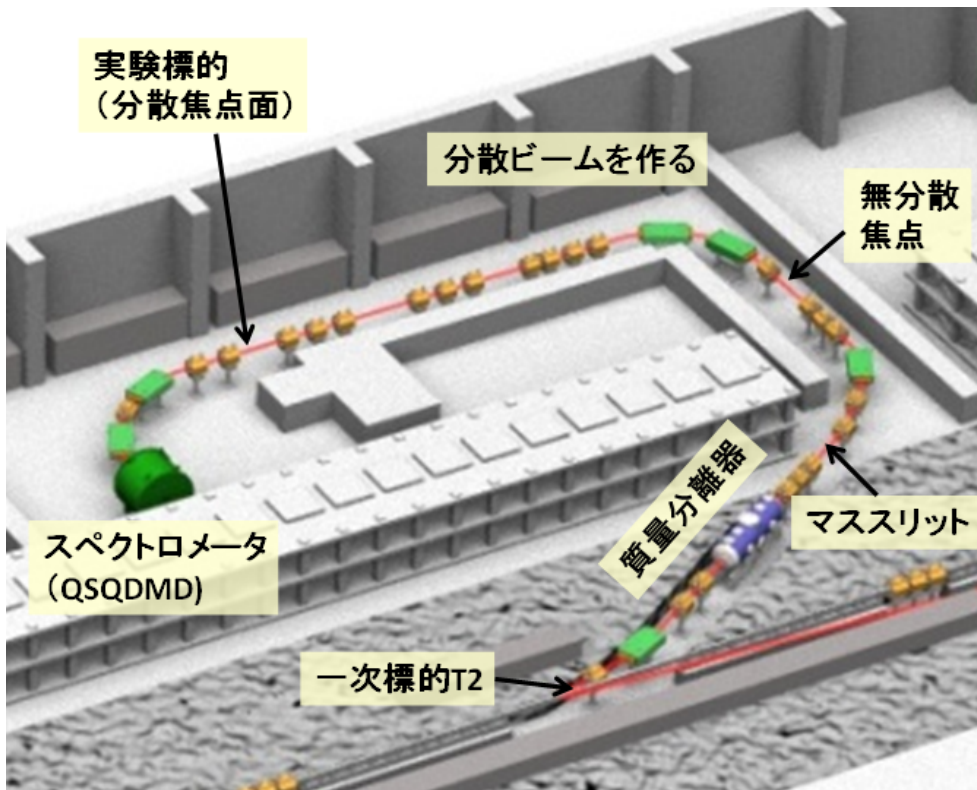 実験標的
（分散焦点面）
分散ビームを作る
無分散
焦点
質量分離器
マススリット
スペクトロメータ
（QSQDMD)
一次標的T2